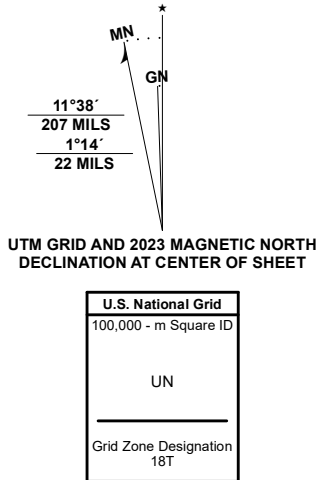 ★
MN
GN
11°38´
207 MILS
1°14´
22 MILS
UTM GRID AND 2023 MAGNETIC NORTH
DECLINATION AT CENTER OF SHEET
U.S. National Grid
100,000 - m Square ID
UN
Grid Zone Designation
18T